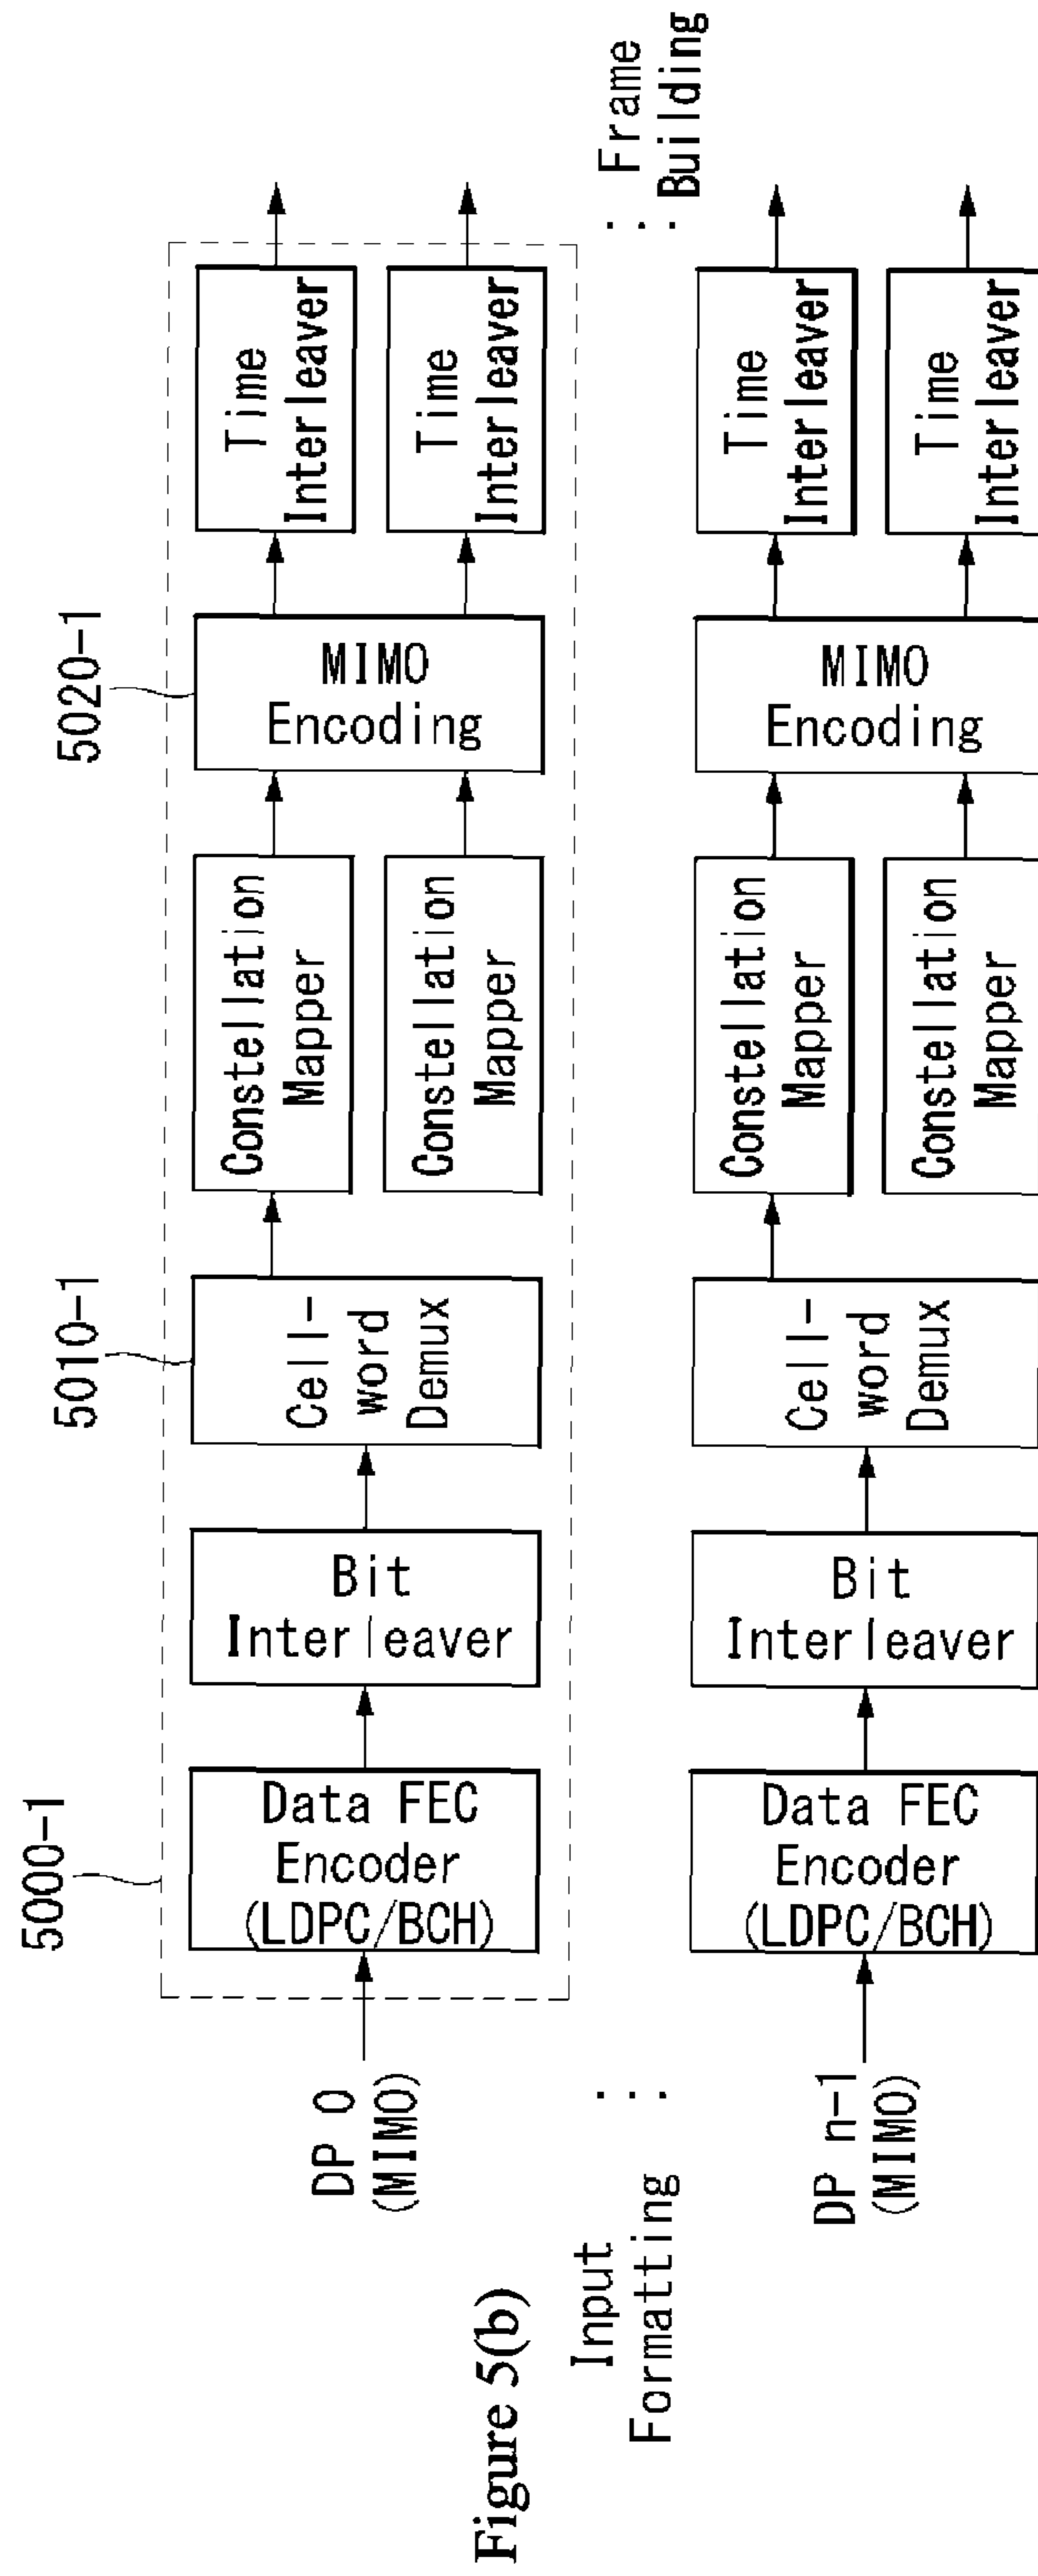 Figure 5(b)
Input
Formatting
DP 0
(MIMO)
5000-1
Data FEC
Encoder
(LDPC/BCH)
Bit
Interleaver
5010-1
Cell-
word
Demux
Constellation
Mapper
Constellation
Mapper
5020-1
MIMO
Encoding
Time
Interleaver
Time
Interleaver
Frame
Building
DP n-1
(MIMO)
Data FEC
Encoder
(LDPC/BCH)
Bit
Interleaver
Cell-
word
Demux
Constellation
Mapper
Constellation
Mapper
MIMO
Encoding
Time
Interleaver
Time
Interleaver